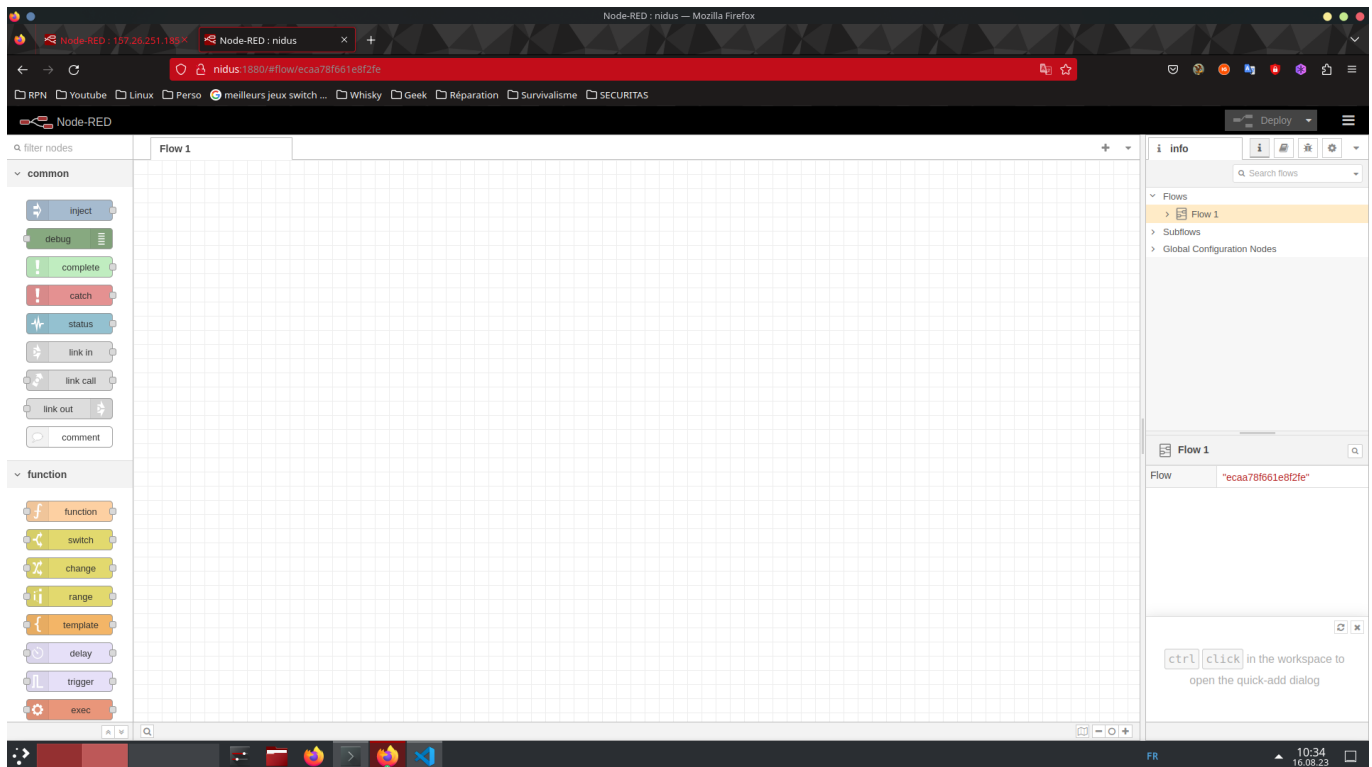 Node-RED : nidus — Mozilla Firefox
Node-RED : 157.26.251.185
Node-RED : nidus
nidus:1880/#flow/ecaa78f661e8f2fe
RPN Youtube Linux Perso meilleurs jeux switch ... Whisky Geek Réparation Survivalisme SECURITAS
Node-RED
Deploy
filter nodes
Flow 1
i info
Search flows
common
inject
debug
complete
catch
status
link in
link call
link out
comment
function
function
switch
change
range
template
delay
trigger
exec
Flows
Flow 1
Subflows
Global Configuration Nodes
Flow 1
Flow "ecaa78f661e8f2fe"
ctrl click in the workspace to
open the quick-add dialog
FR
10:34
16.08.23